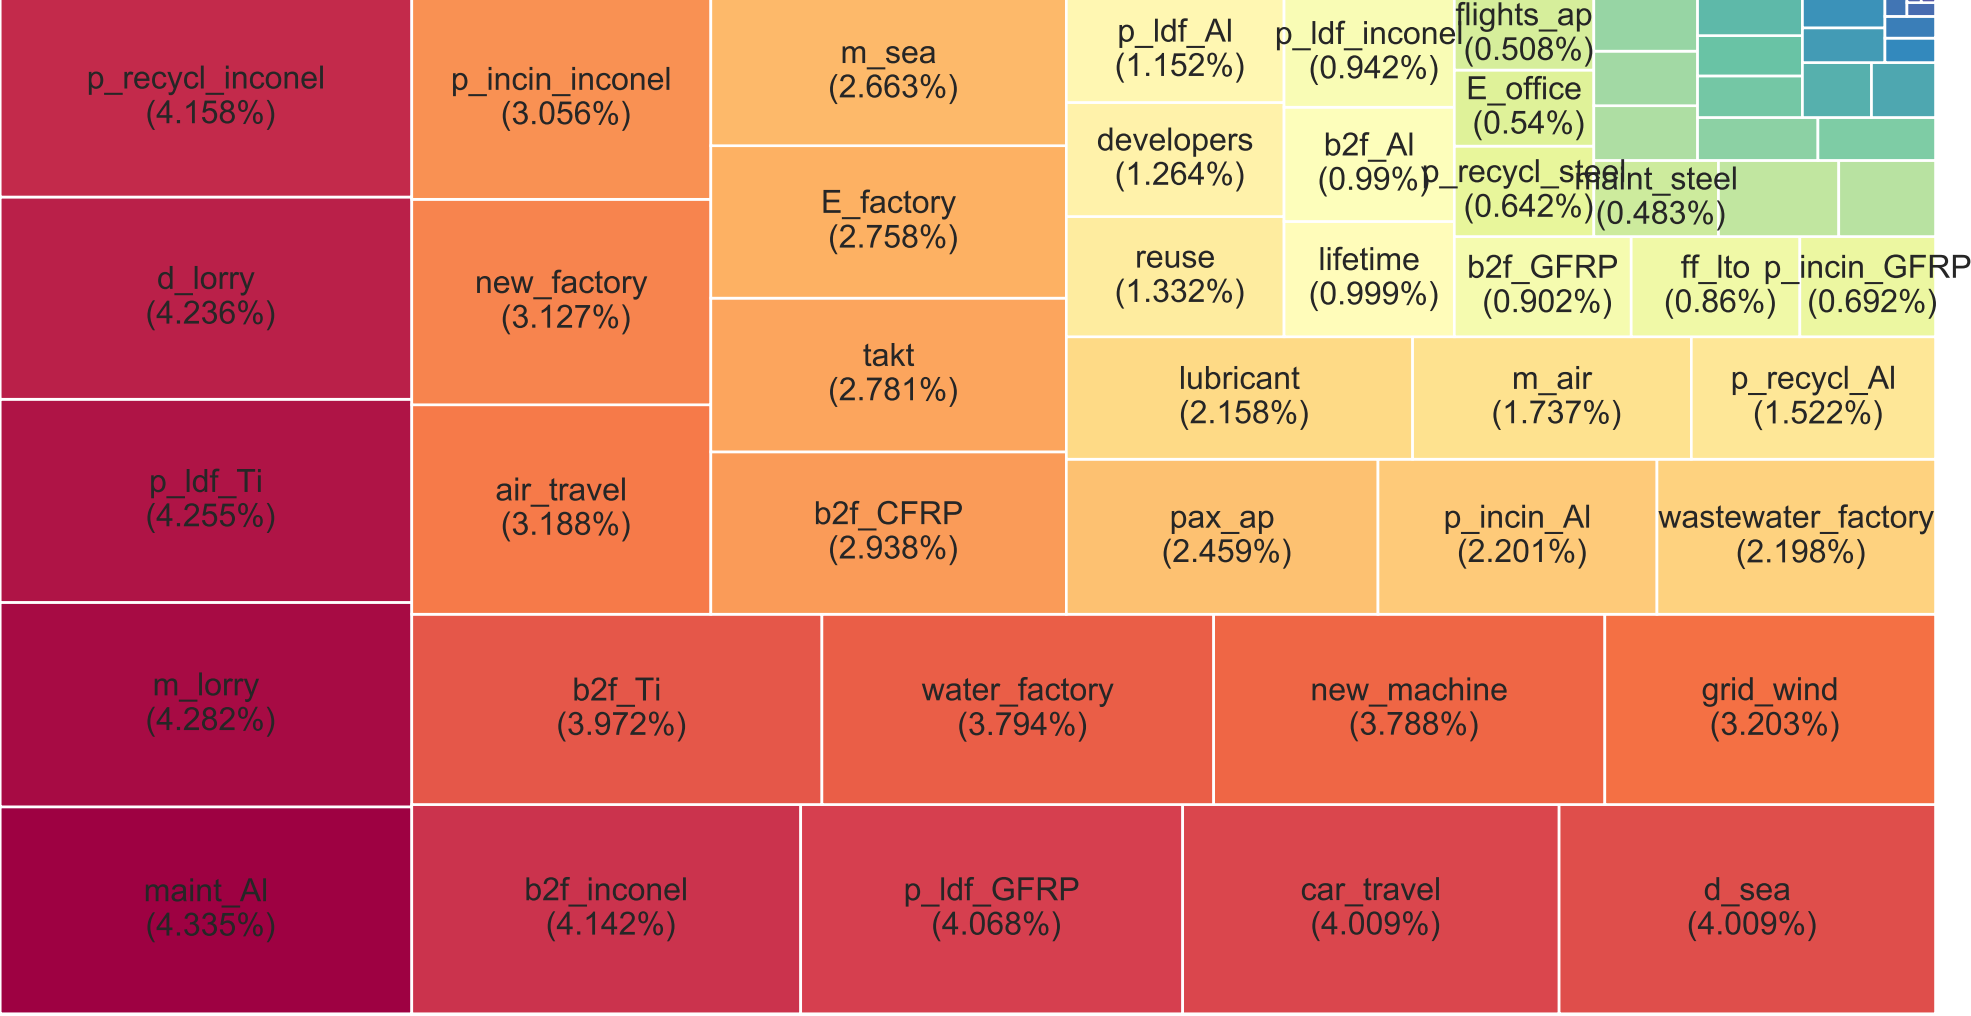 p_recycl_inconel
(4.158%)
d_lorry
(4.236%)
p_ldf_Ti
(4.255%)
m_lorry
(4.282%)
maint_Al
(4.335%)
p_incin_inconel
(3.056%)
new_factory
(3.127%)
air_travel
(3.188%)
m_sea
(2.663%)
E_factory
(2.758%)
takt
(2.781%)
b2f_CFRP
(2.938%)
p_ldf_Al
(1.152%)
developers
(1.264%)
reuse
(1.332%)
p_ldf_inconel
(0.942%)
b2f_Al
(0.99%)
lifetime
(0.999%)
flights_ap
(0.508%)
E_office
(0.54%)
p_recycl_steel
(0.642%)
maint_steel
(0.483%)
b2f_GFRP
(0.902%)
ff_lto
(0.86%)
p_incin_GFRP
(0.692%)
lubricant
(2.158%)
m_air
(1.737%)
p_recycl_Al
(1.522%)
pax_ap
(2.459%)
p_incin_Al
(2.201%)
wastewater_factory
(2.198%)
b2f_Ti
(3.972%)
water_factory
(3.794%)
new_machine
(3.788%)
grid_wind
(3.203%)
b2f_inconel
(4.142%)
p_ldf_GFRP
(4.068%)
car_travel
(4.009%)
d_sea
(4.009%)